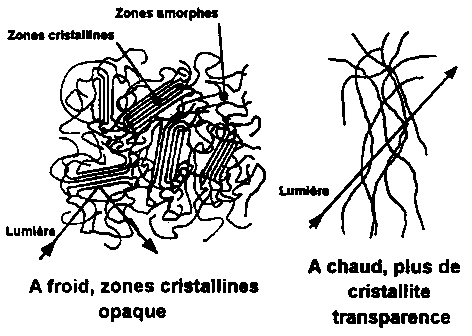 Zones amorphes
Zones cristallines
Lumière
A froid, zones cristallines
opaque
Lumière
A chaud, plus de
cristallite
transparence